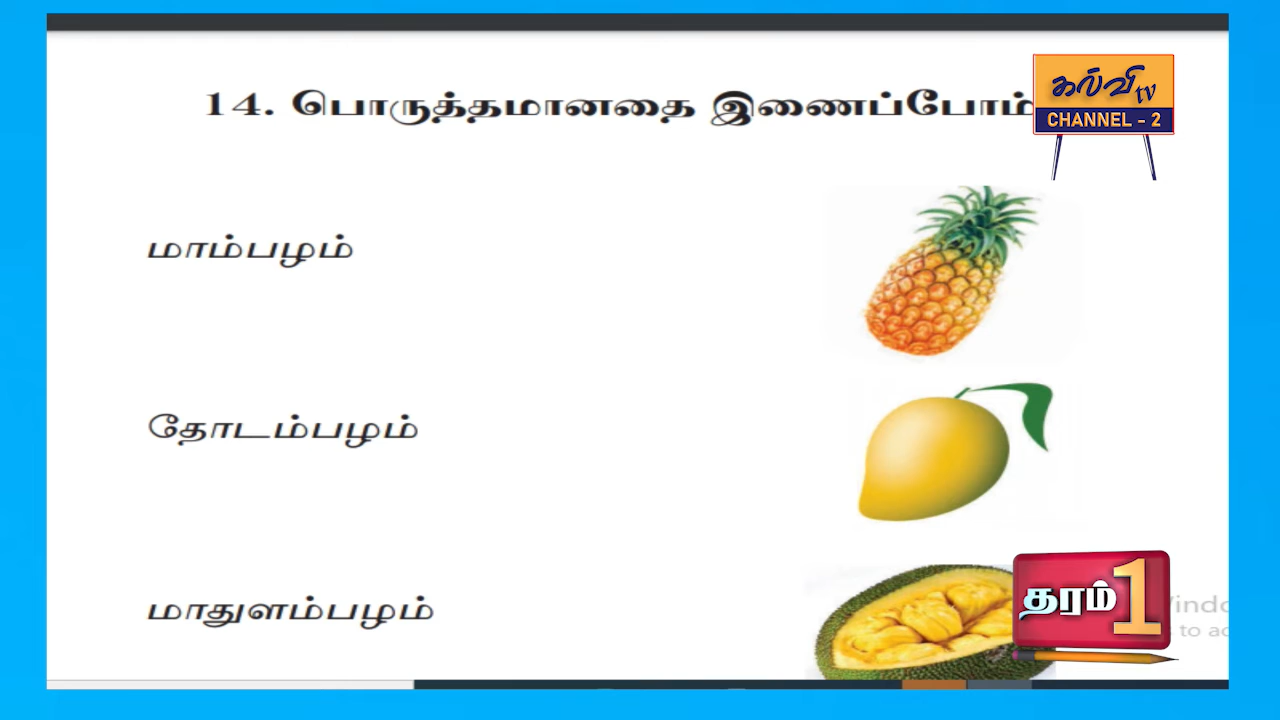 14. பொருத்தமானதை இணைப்போம்
கல்வி tv
CHANNEL - 2
மாம்பழம்
தோடம்பழம்
மாதுளம்பழம்
தரம் 1